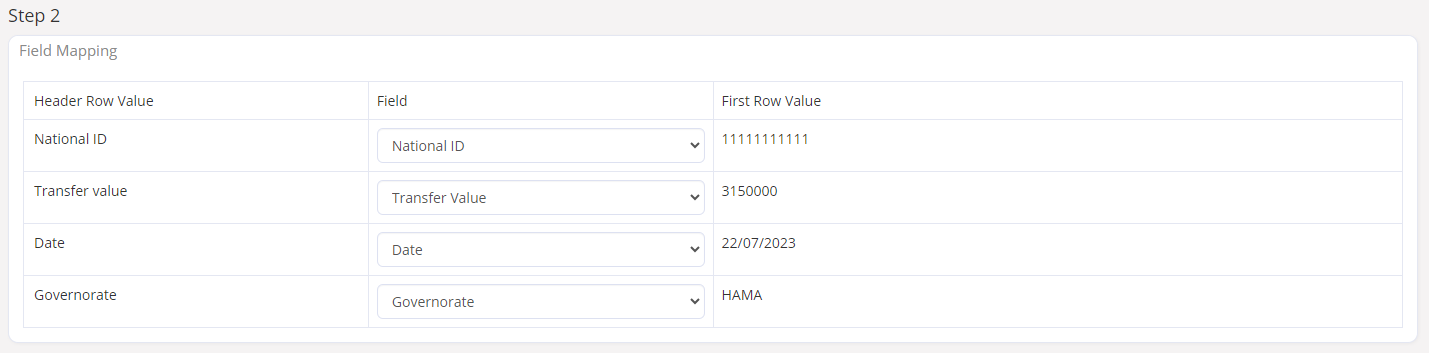 Step 2
Field Mapping
Header Row Value Field First Row Value
National ID National ID 11111111111
Transfer value Transfer Value 3150000
Date Date 22/07/2023
Governorate Governorate HAMA